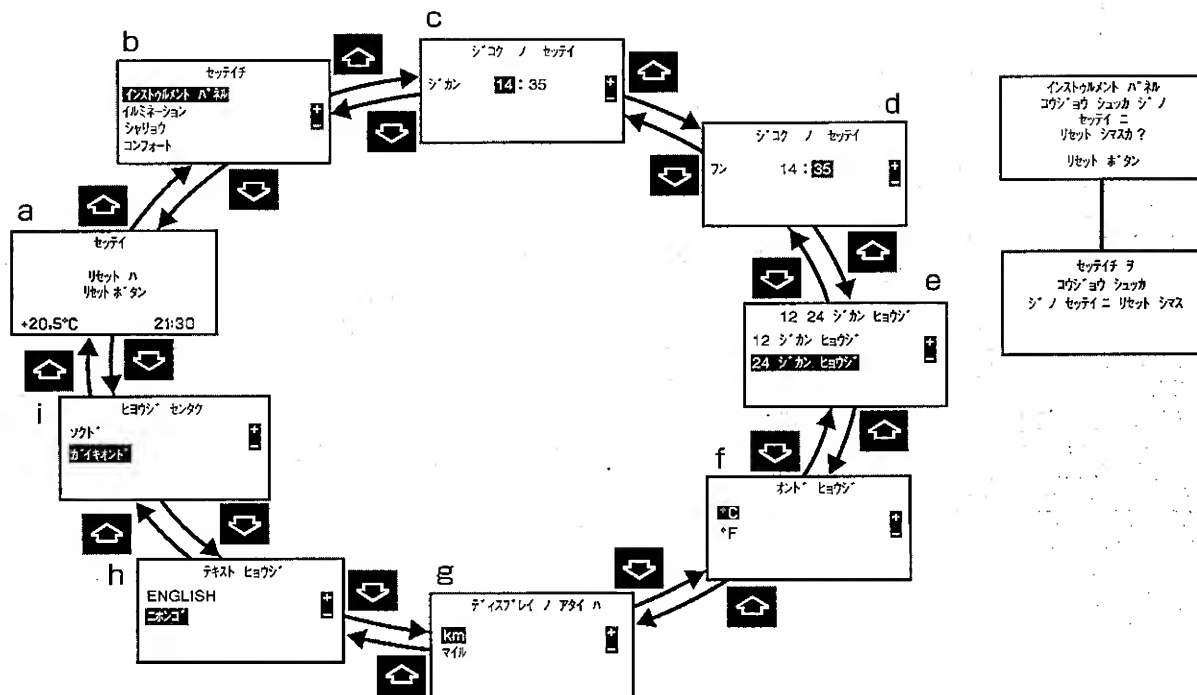 a
セッテイ
リセット ハ
リセット ボタン
+20,5°C 21:30
b
セッテイチ
インストゥルメント パネル
イルミネーション
シャリョウ
コンフォート
c
ジコク ノ セッテイ
ジカン 14:35
d
ジコク ノ セッテイ
フン 14:35
e
12 24 ジカン ヒョウジ
12 ジカン ヒョウジ
24 ジカン ヒョウジ
f
オンド ヒョウジ
°C
°F
g
ディスプレイ ノ アタイ ハ
km
マイル
h
テキスト ヒョウジ
ENGLISH
ニホンゴ
i
ヒヨウジ センタク
ソクド
ガイキオンド
インストゥルメント パネル
コウジョウ シュッカ ジ ノ
セッテイ ニ
リセット シマスカ ?
リセット ボタン
セッテイチ ヲ
コウジョウ シュッカ
ジ ノ セッテイ ニ リセット シマス